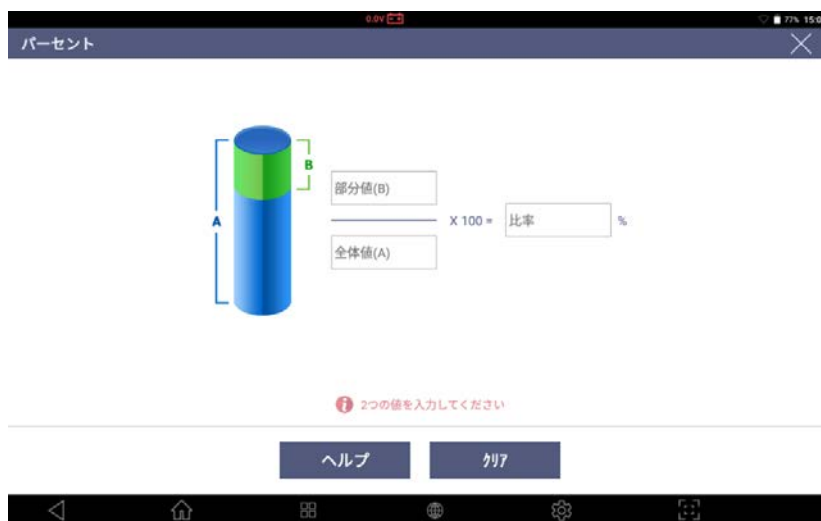 0.0V
77% 15:0
パーセント
B
A
部分値(B)
X 100 =
比率
%
全体値(A)
2つの値を入力してください
ヘルプ
クリア